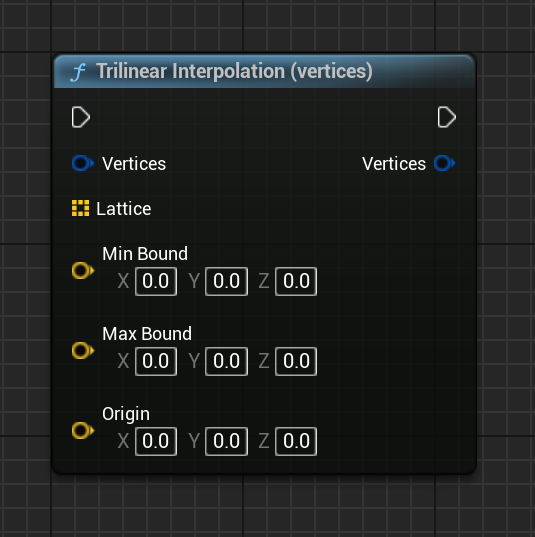 f Trilinear Interpolation (vertices)
Vertices Vertices
Lattice
Min Bound
X 0.0 Y 0.0 Z 0.0
Max Bound
X 0.0 Y 0.0 Z 0.0
Origin
X 0.0 Y 0.0 Z 0.0